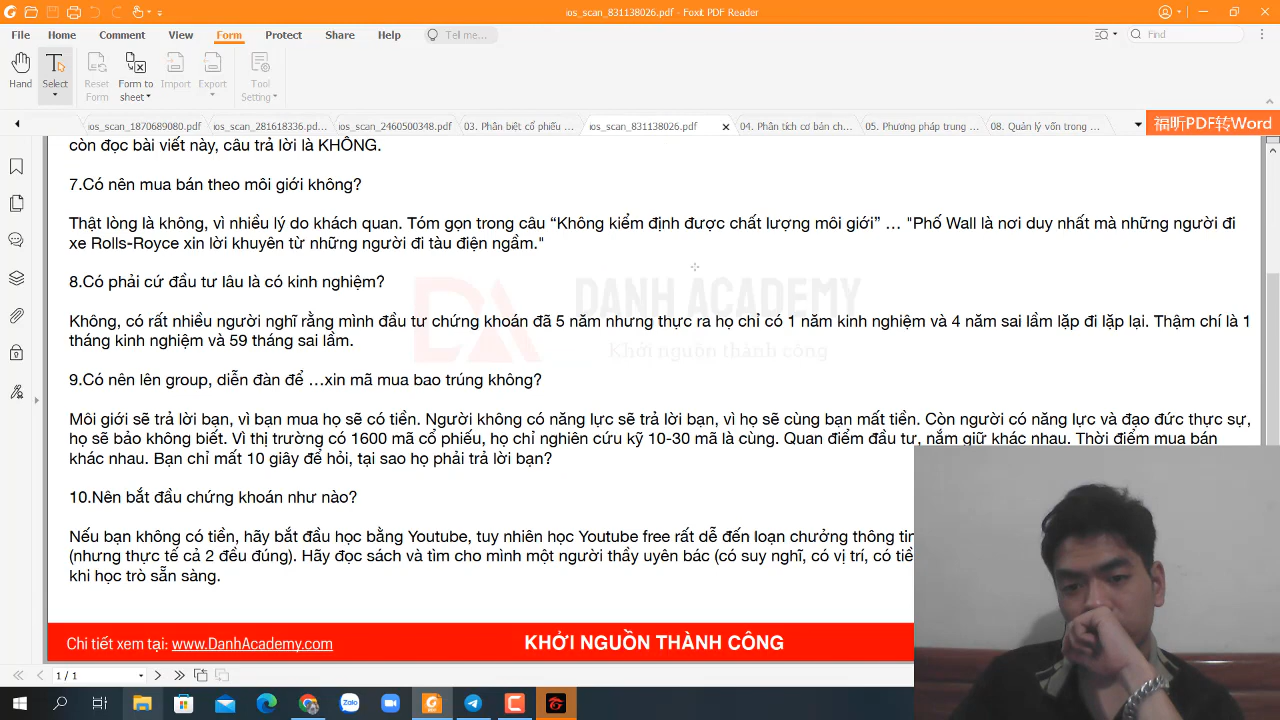 ios_scan_831138026.pdf - Foxit PDF Reader
File Home Comment View Form Protect Share Help Tell me... Find
Hand Select Reset Form Form to sheet Import Export Tool Setting
ios_scan_1870689080.pdf ios_scan_281618336.pd... ios_scan_2460500348.pdf 03. Phân biệt cổ phiếu ... ios_scan_831138026.pdf 04. Phân tích cơ bản ch... 05. Phương pháp trung ... 08. Quản lý vốn trong ... 福昕PDF转Word
còn đọc bài viết này, câu trả lời là KHÔNG.
7.Có nên mua bán theo môi giới không?
Thật lòng là không, vì nhiều lý do khách quan. Tóm gọn trong câu “Không kiểm định được chất lượng môi giới” … "Phố Wall là nơi duy nhất mà những người đi
xe Rolls-Royce xin lời khuyên từ những người đi tàu điện ngầm."
8.Có phải cứ đầu tư lâu là có kinh nghiệm?
DANH ACADEMY
Khởi nguồn thành công
Không, có rất nhiều người nghĩ rằng mình đầu tư chứng khoán đã 5 năm nhưng thực ra họ chỉ có 1 năm kinh nghiệm và 4 năm sai lầm lặp đi lặp lại. Thậm chí là 1
tháng kinh nghiệm và 59 tháng sai lầm.
9.Có nên lên group, diễn đàn để …xin mã mua bao trúng không?
Môi giới sẽ trả lời bạn, vì bạn mua họ sẽ có tiền. Người không có năng lực sẽ trả lời bạn, vì họ sẽ cùng bạn mất tiền. Còn người có năng lực và đạo đức thực sự,
họ sẽ bảo không biết. Vì thị trường có 1600 mã cổ phiếu, họ chỉ nghiên cứu kỹ 10-30 mã là cùng. Quan điểm đầu tư, nắm giữ khác nhau. Thời điểm mua bán
khác nhau. Bạn chỉ mất 10 giây để hỏi, tại sao họ phải trả lời bạn?
10.Nên bắt đầu chứng khoán như nào?
Nếu bạn không có tiền, hãy bắt đầu học bằng Youtube, tuy nhiên học Youtube free rất dễ đến loạn chưởng thông tin
(nhưng thực tế cả 2 đều đúng). Hãy đọc sách và tìm cho mình một người thầy uyên bác (có suy nghĩ, có vị trí, có tiề
khi học trò sẵn sàng.
Chi tiết xem tại: www.DanhAcademy.com KHỞI NGUỒN THÀNH CÔNG
1 / 1
Zalo